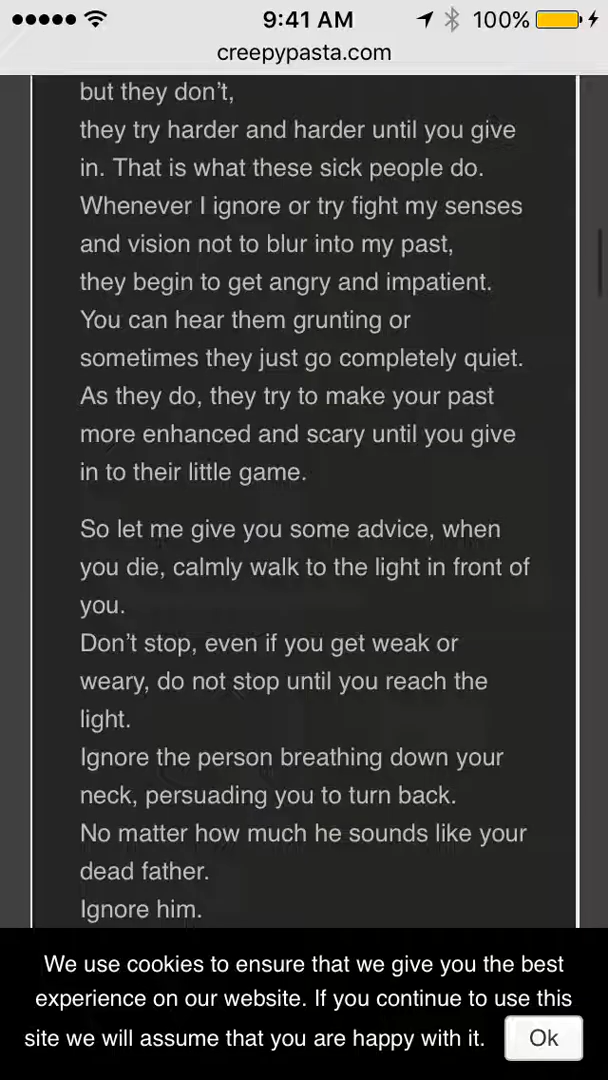 9:41 AM
100%
creepypasta.com
but they don’t,
they try harder and harder until you give
in. That is what these sick people do.
Whenever I ignore or try fight my senses
and vision not to blur into my past,
they begin to get angry and impatient.
You can hear them grunting or
sometimes they just go completely quiet.
As they do, they try to make your past
more enhanced and scary until you give
in to their little game.
So let me give you some advice, when
you die, calmly walk to the light in front of
you.
Don’t stop, even if you get weak or
weary, do not stop until you reach the
light.
Ignore the person breathing down your
neck, persuading you to turn back.
No matter how much he sounds like your
dead father.
Ignore him.
We use cookies to ensure that we give you the best
experience on our website. If you continue to use this
site we will assume that you are happy with it.
Ok